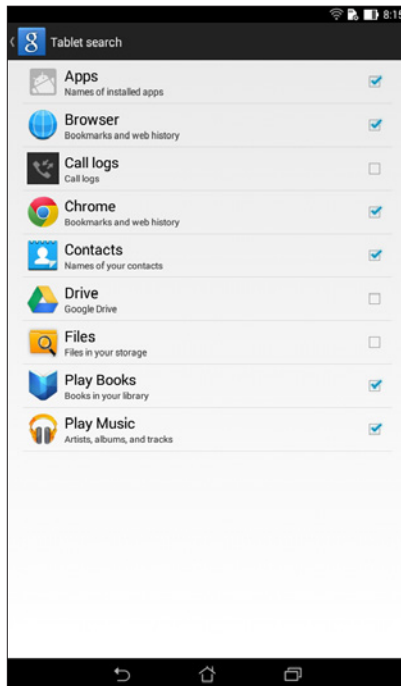 8:15
Tablet search
Apps
Names of installed apps
Browser
Bookmarks and web history
Call logs
Call logs
Chrome
Bookmarks and web history
Contacts
Names of your contacts
Drive
Google Drive
Files
Files in your storage
Play Books
Books in your library
Play Music
Artists, albums, and tracks